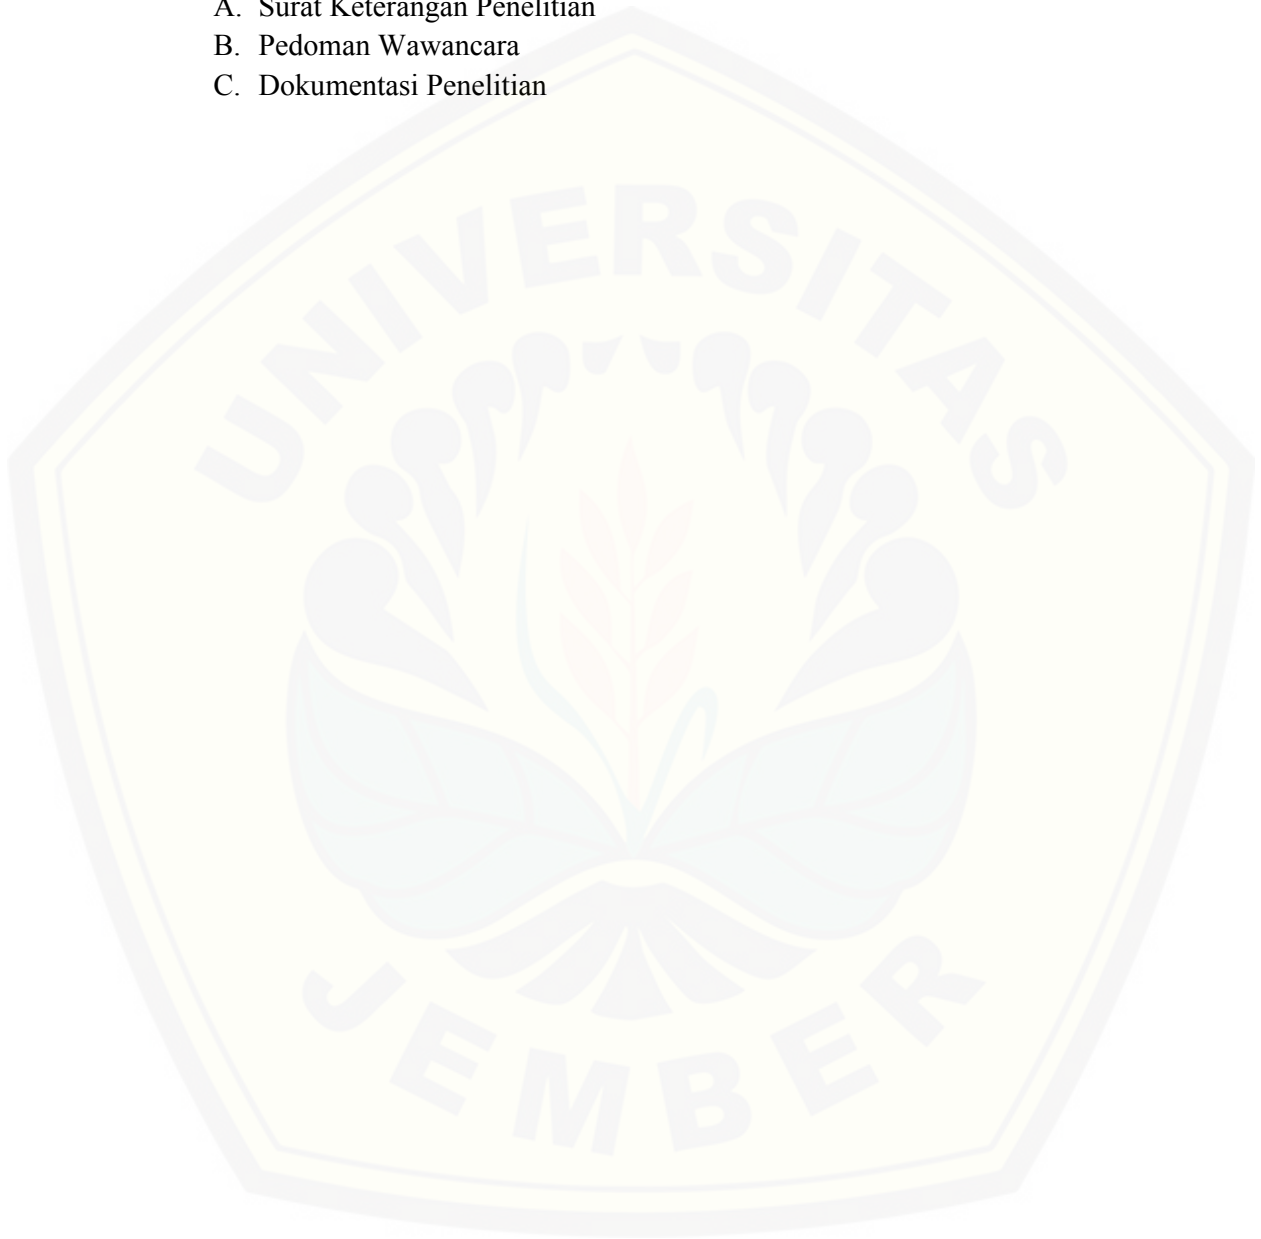 A. Surat Keterangan Penelitian
B. Pedoman Wawancara
C. Dokumentasi Penelitian
UNIVERSITAS
JEMBER